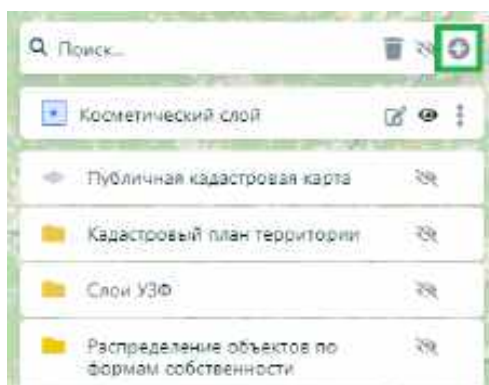 Поиск...
Косметический слой
Публичная кадастровая карта
Кадастровый план территории
Слои УЗФ
Распределение объектов по
формам собственности